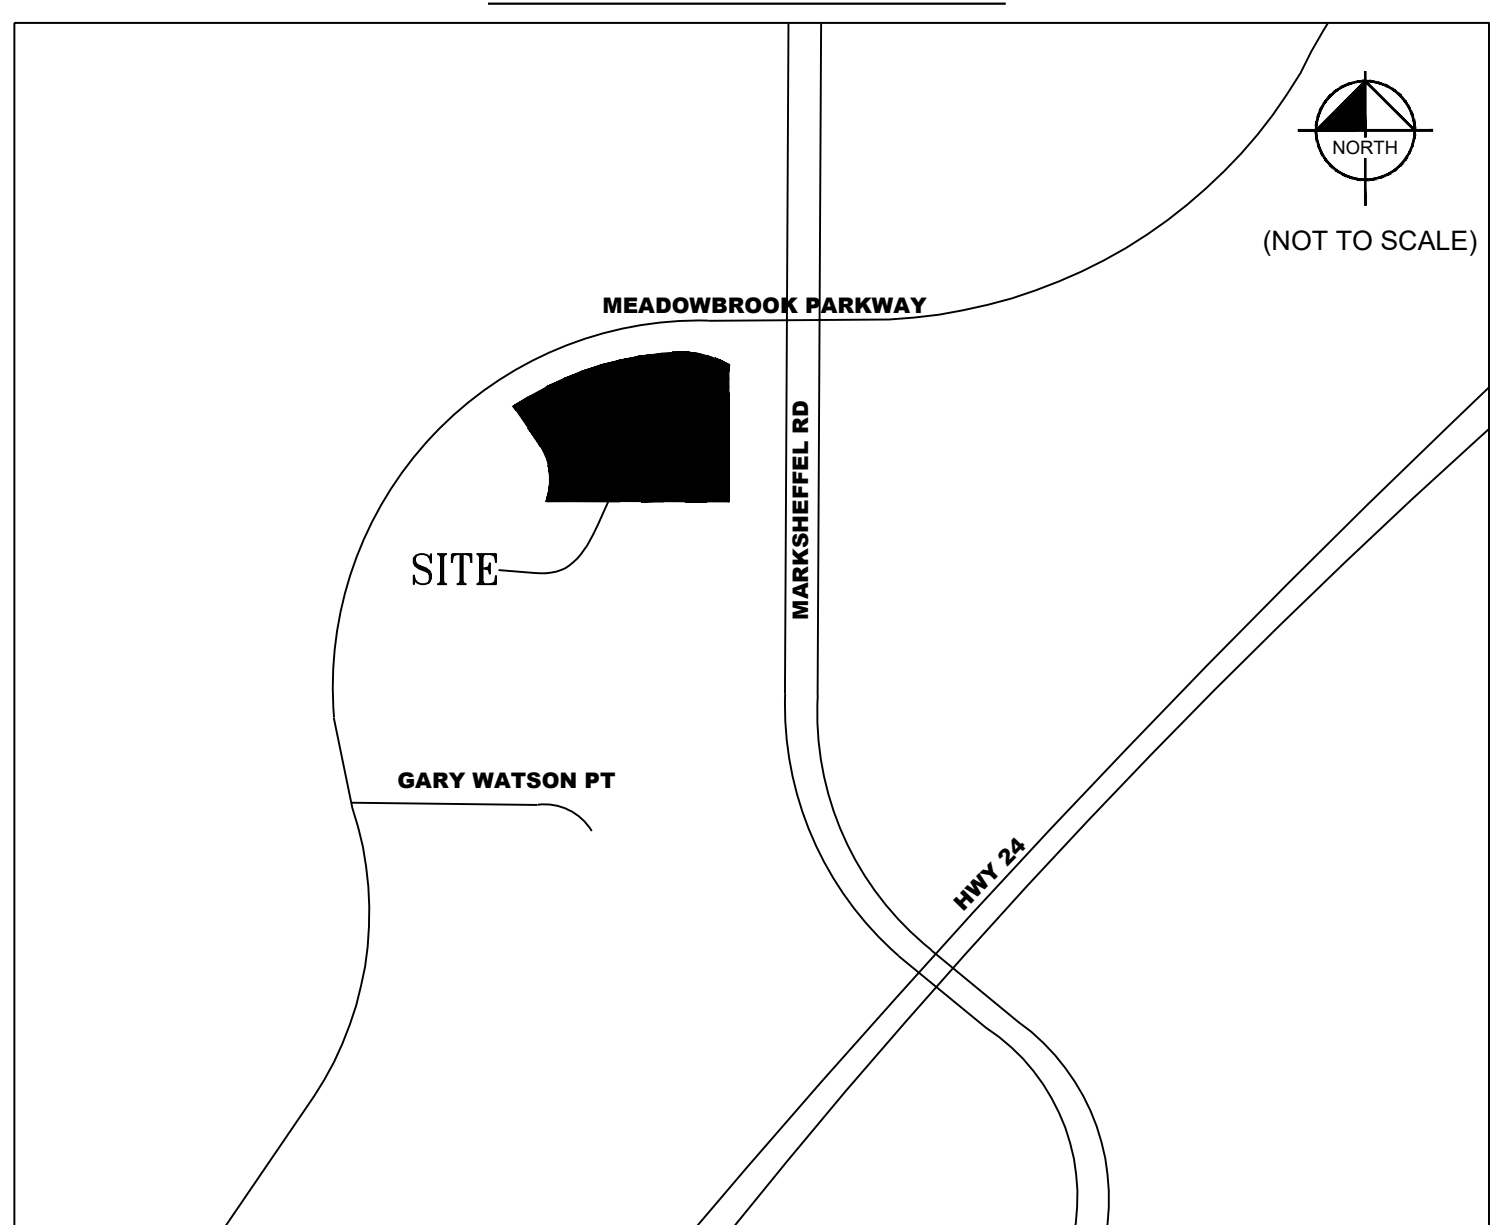 NORTH
(NOT TO SCALE)
MEADOWBROOK PARKWAY
MARKSHEFFEL RD
SITE
GARY WATSON PT
HWY 24